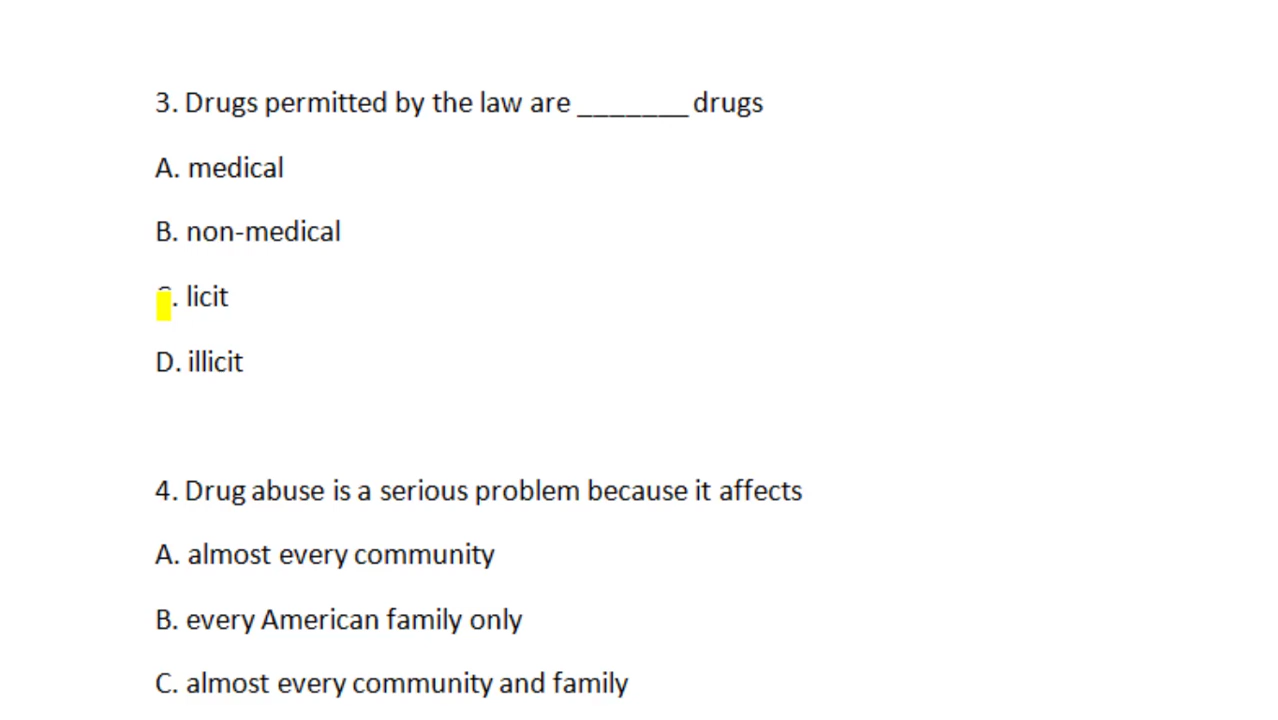 3. Drugs permitted by the law are _______ drugs
A. medical
B. non-medical
. licit
D. illicit
4. Drug abuse is a serious problem because it affects
A. almost every community
B. every American family only
C. almost every community and family